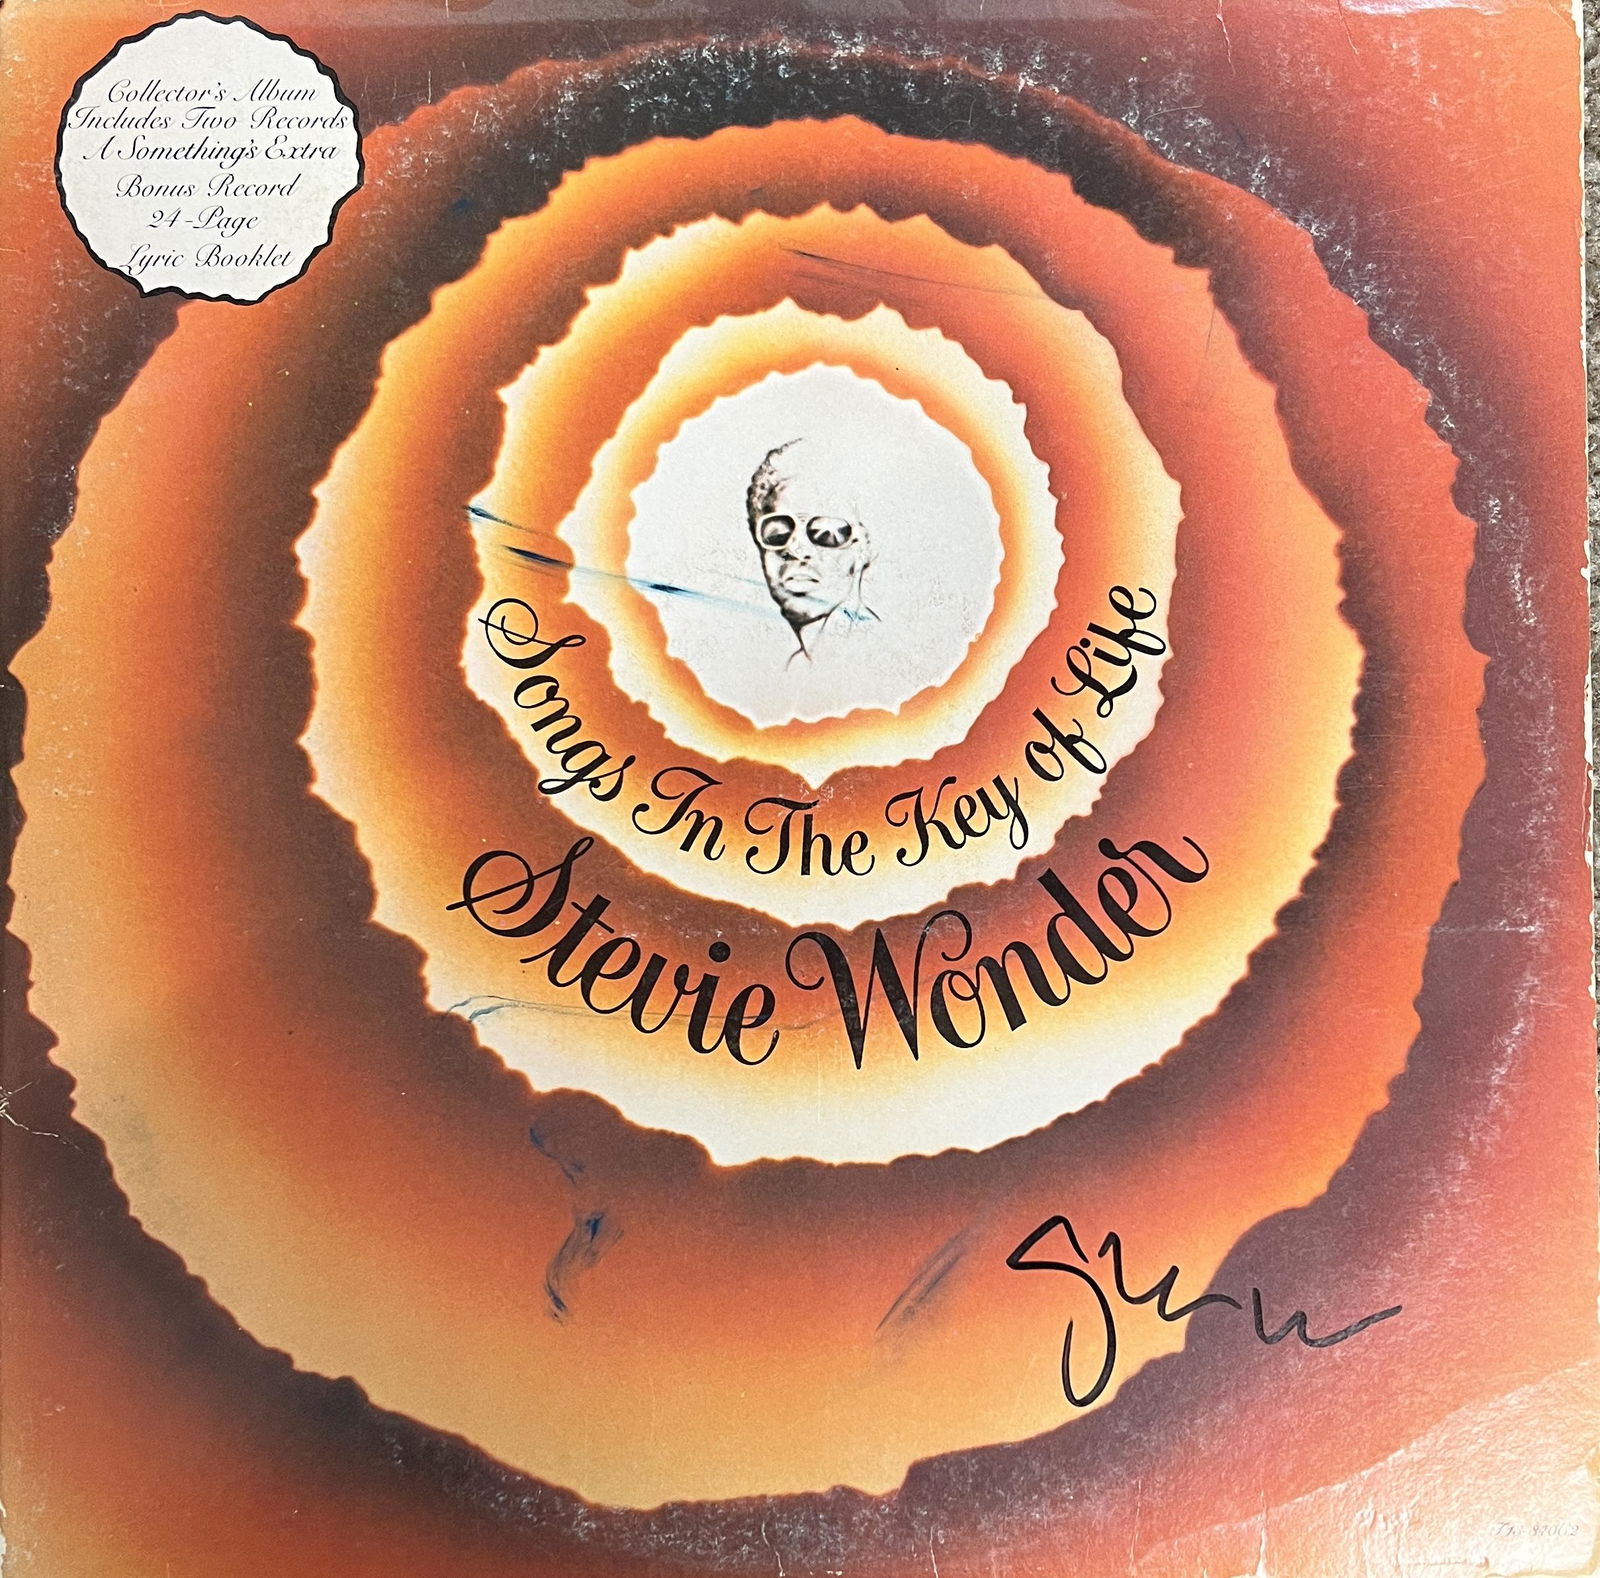 Collector's Album
Includes Two Records
A Something's Extra
Bonus Record
24-Page
Lyric Booklet
Songs In The Key of Life
Stevie Wonder